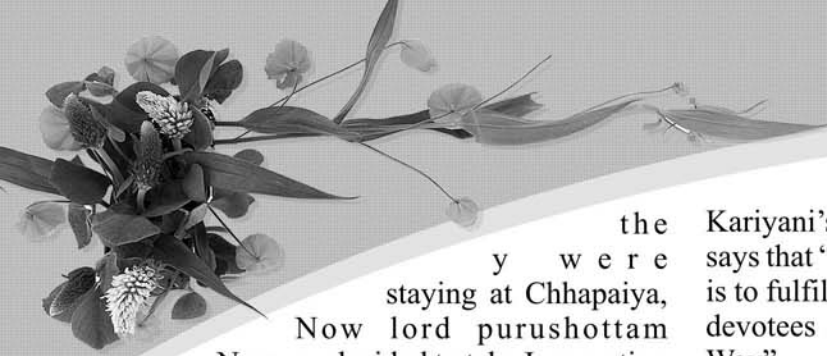 the
y were
staying at Chhapaiya,
Now lord purushottam
Kariyani's
says that
is to fulfil
devotees